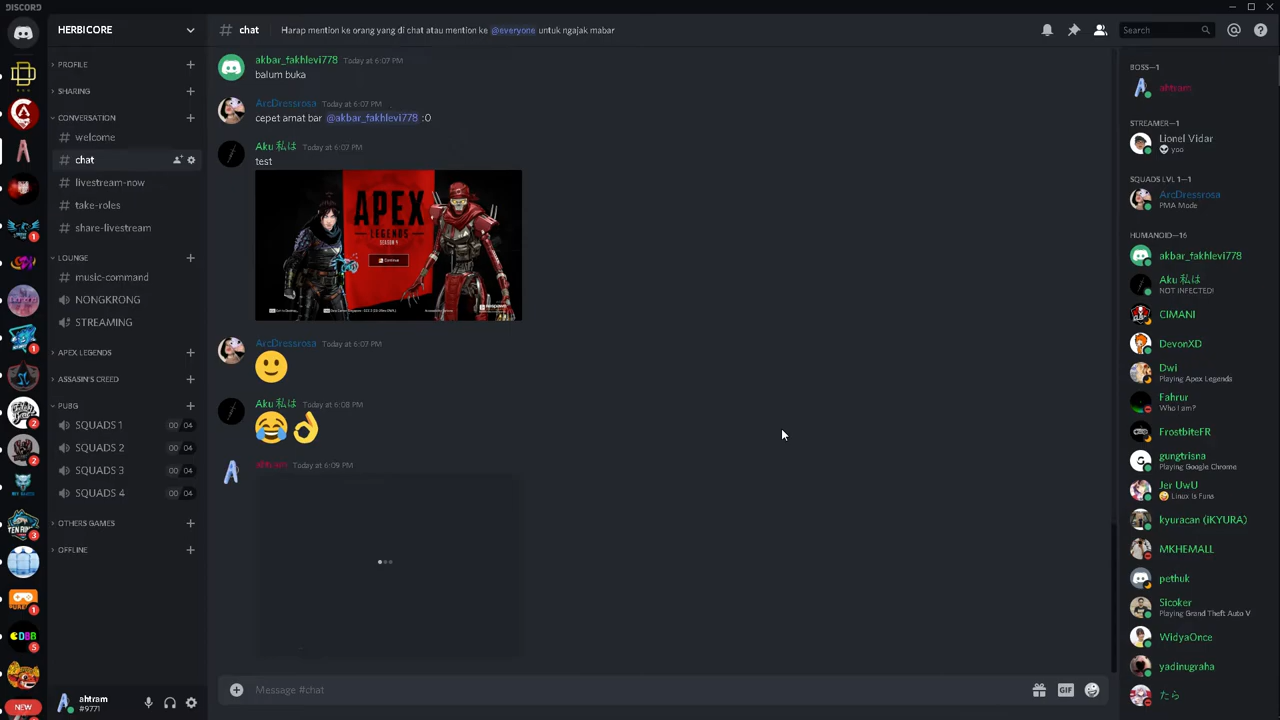 DISCORD
HERBICORE
# chat
Harap mention ke orang yang di chat atau mention ke @everyone untuk ngajak mabar
Search
PROFILE
SHARING
CONVERSATION
# welcome
# chat
# livestream-now
# take-roles
# share-livestream
LOUNGE
# music-command
NONGKRONG
STREAMING
APEX LEGENDS
ASSASIN'S CREED
PUBG
SQUADS 1 00 04
SQUADS 2 00 04
SQUADS 3 00 04
SQUADS 4 00 04
OTHERS GAMES
OFFLINE
NEW
ahtram
#9771
akbar_fakhlevi778 Today at 6:07 PM
balum buka
ArcDressrosa Today at 6:07 PM
cepet amat bar @akbar_fakhlevi778 :0
Aku 私は Today at 6:07 PM
test
APEX
LEGENDS
SEASON 4
Continue
ArcDressrosa Today at 6:07 PM
Aku 私は Today at 6:08 PM
Today at 6:09 PM
Message #chat
GIF
BOSS—1
ahtram
STREAMER—1
Lionel Vidar
yoo
SQUADS LVL 1—1
ArcDressrosa
PMA Mode
HUMANOID—16
akbar_fakhlevi778
Aku 私は
NOT INFECTED!
CIMANI
DevonXD
Dwi
Playing Apex Legends
Fahrur
Who I am?
FrostbiteFR
gungtrisna
Playing Google Chrome
Jer UwU
Linux Is Funs
kyuracan (iKYURA)
MKHEMALL
pethuk
Sicoker
Playing Grand Theft Auto V
WidyaOnce
yadinugraha
たら